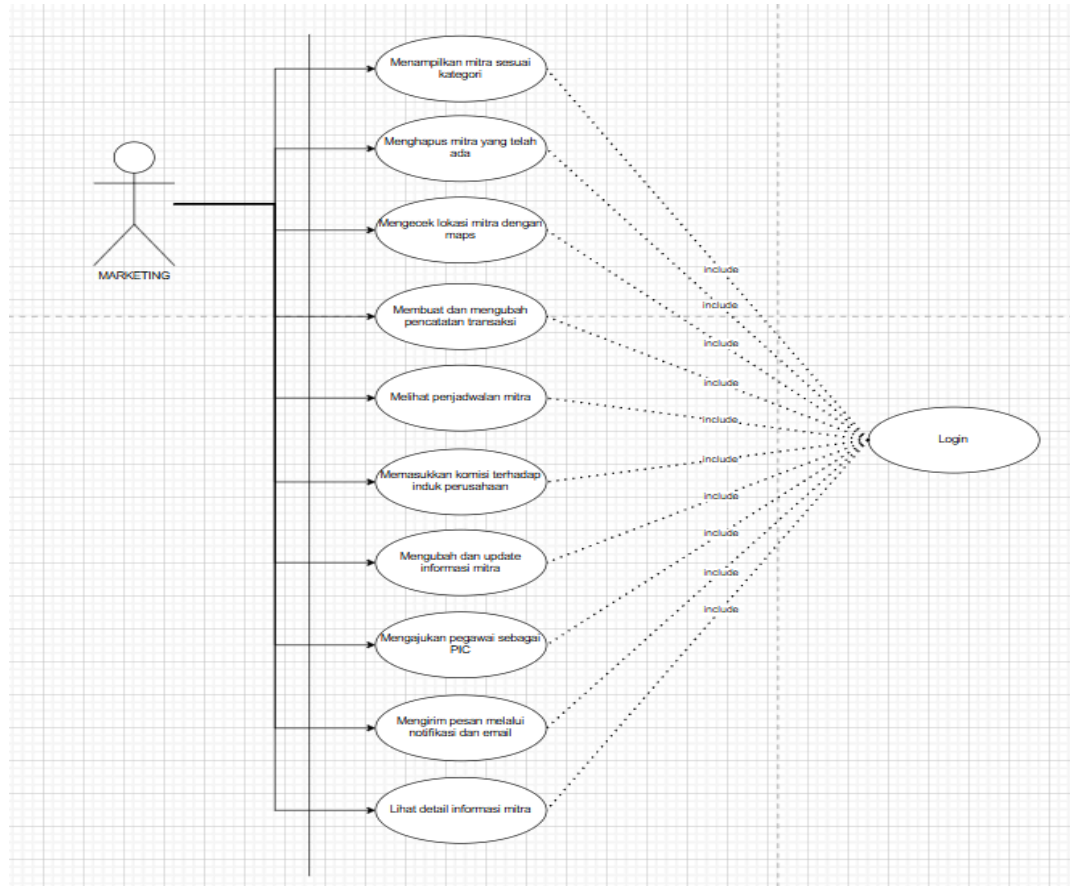 Menampilkan mitra sesuai
kategori
Menghapus mitra yang telah
ada
Mengecek lokasi mitra dengan
maps
MARKETING
include
include
Membuat dan mengubah
pencatatan transaksi
include
include
Melihat penjadwalan mitra
include
Login
include
Memasukkan komisi terhadap
induk perusahaan
include
include
Mengubah dan update
informasi mitra
include
include
Mengajukan pegawai sebagai
PIC
Mengirim pesan melalui
notifikasi dan email
Lihat detail informasi mitra